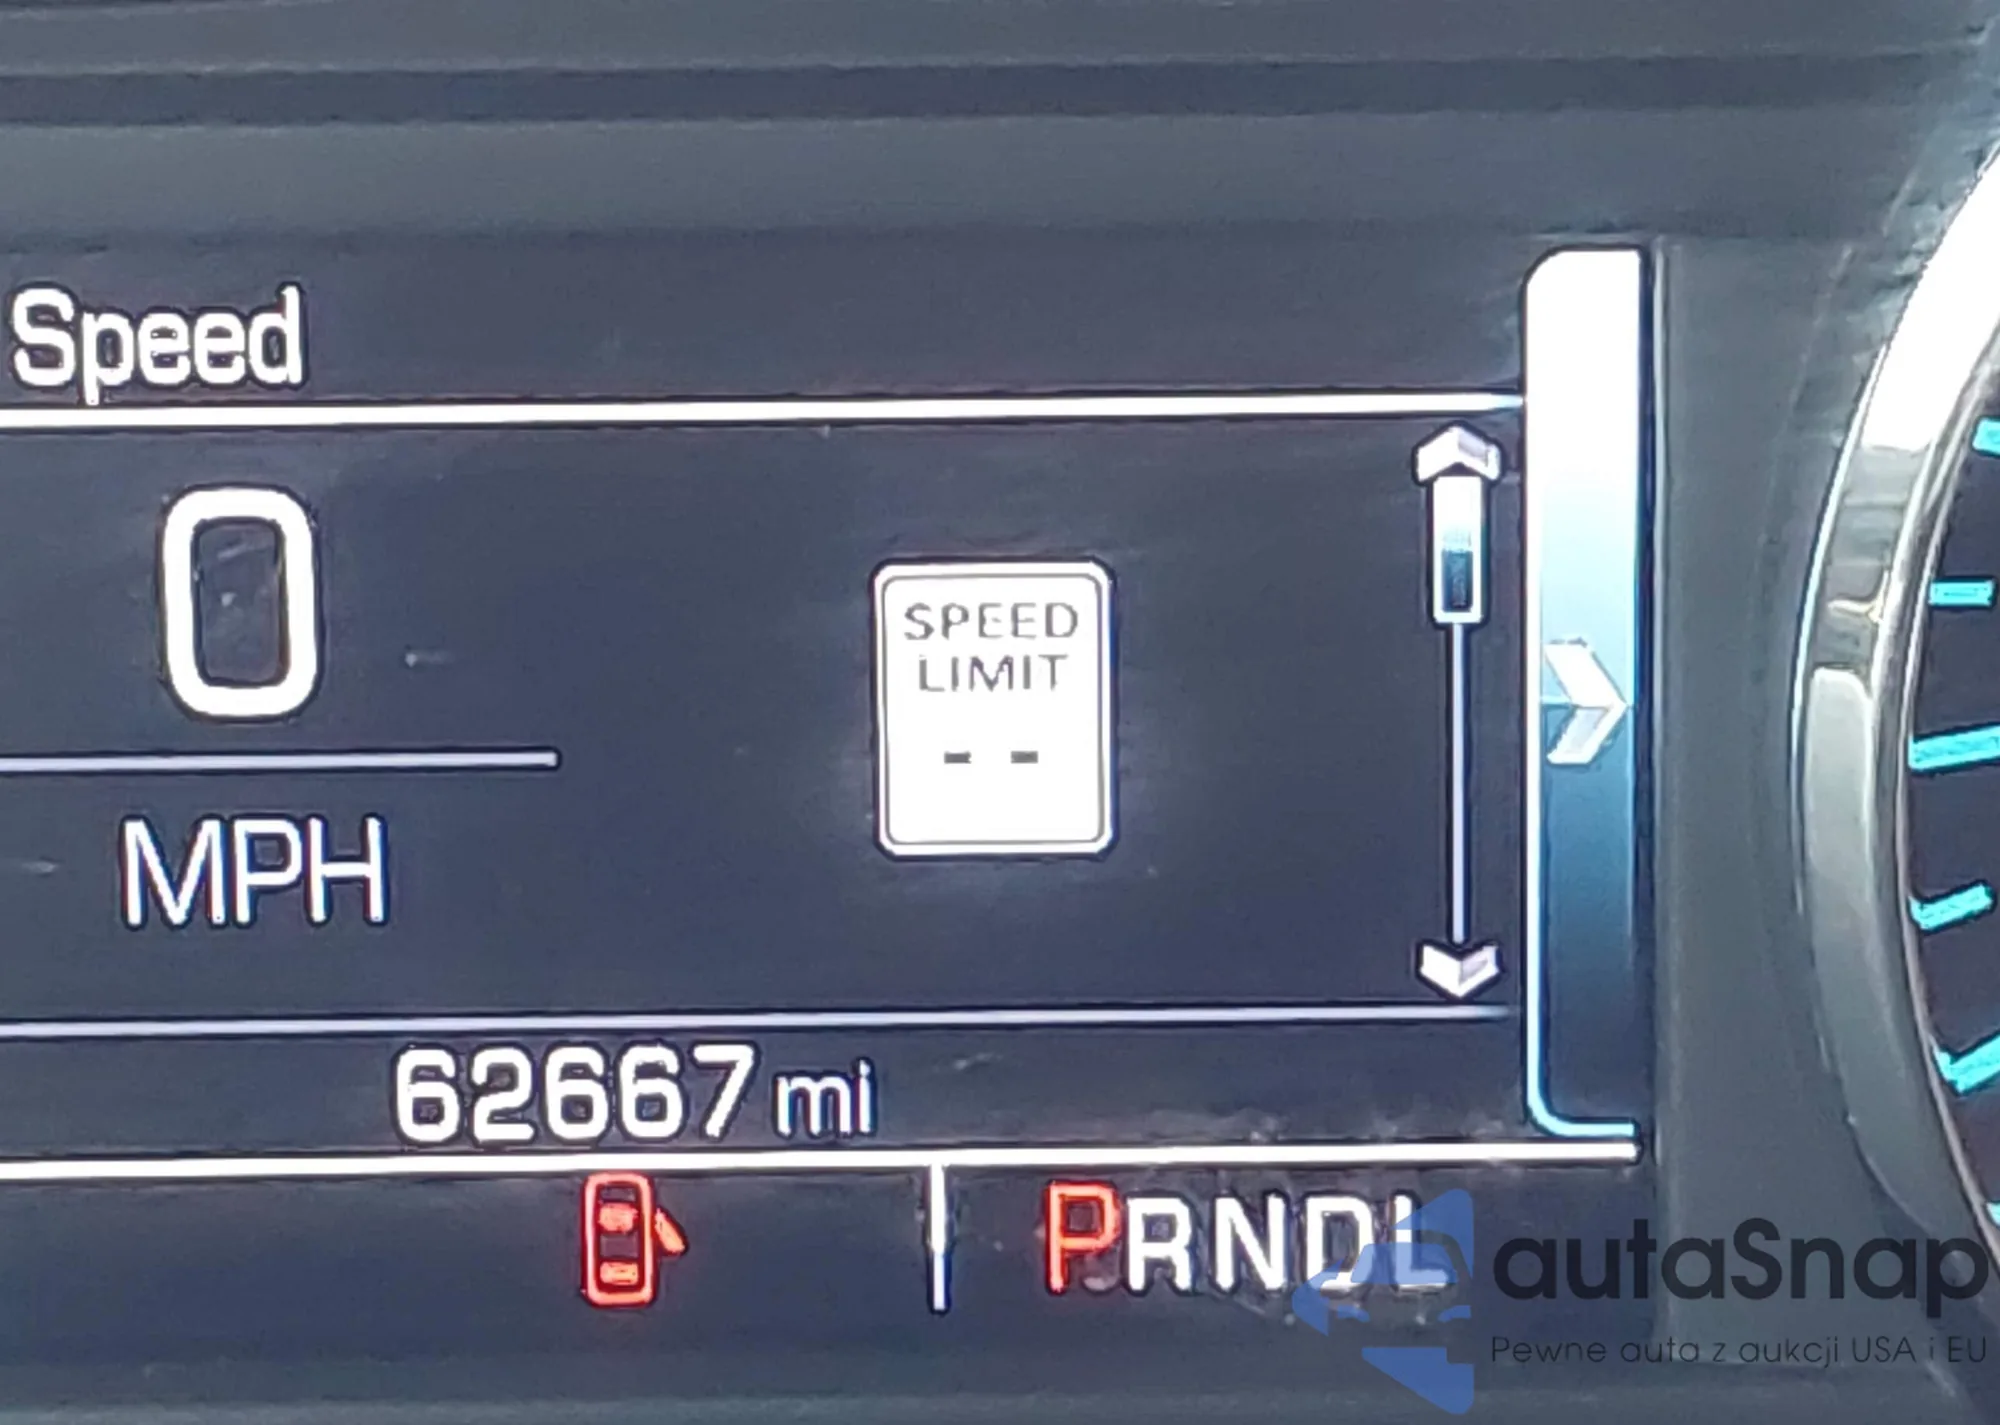 Speed
0
SPEED
LIMIT
- -
MPH
62667 mi
PRNDL
autaSnap
Pewne auta z aukcji USA i EU